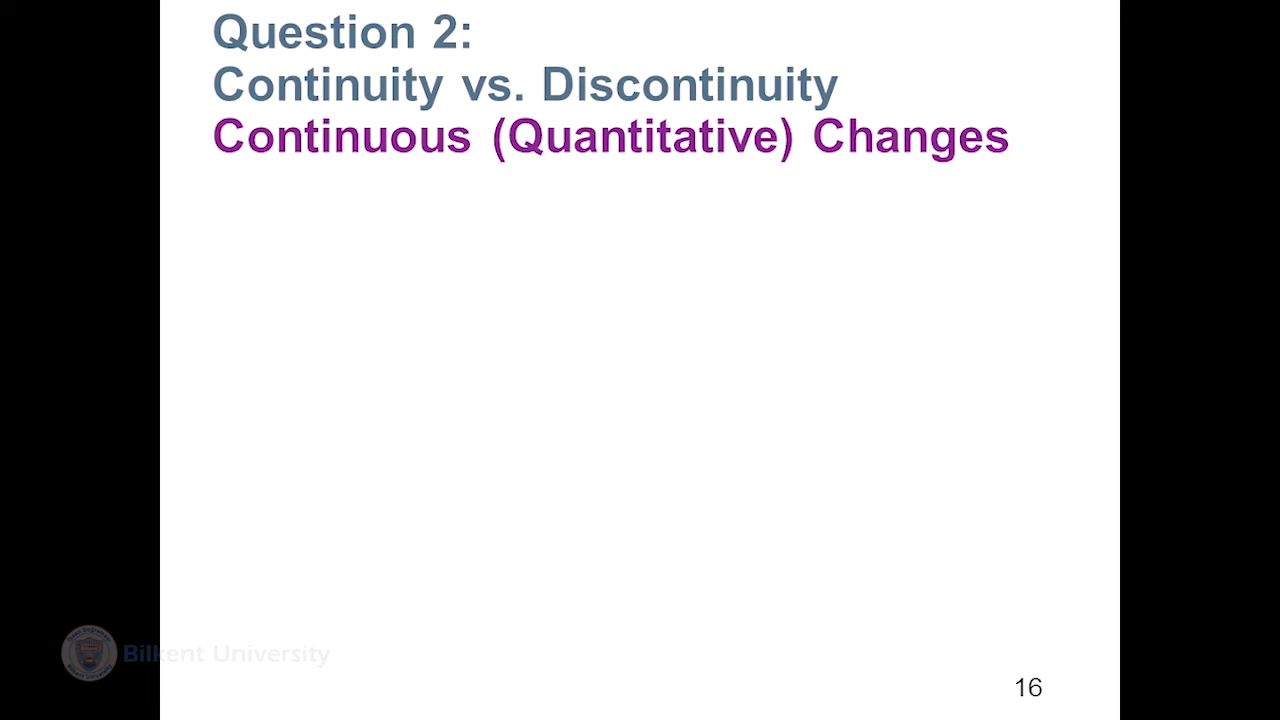 Question 2:
Continuity vs. Discontinuity
Continuous (Quantitative) Changes
Bilkent University
16